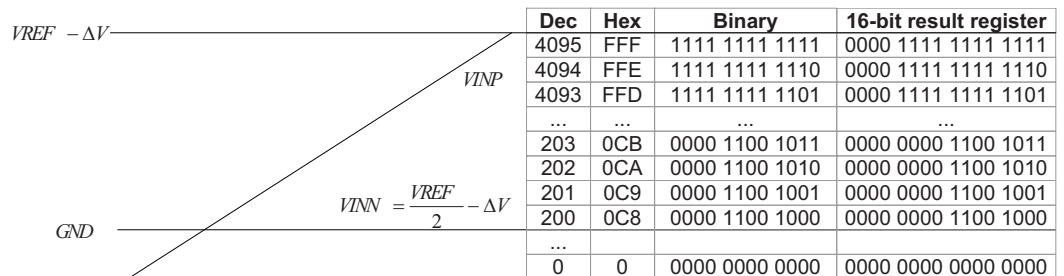 Dec Hex Binary 16-bit result register
VREF − ΔV
4095 FFF 1111 1111 1111 0000 1111 1111 1111
4094 FFE 1111 1111 1110 0000 1111 1111 1110
VINP
4093 FFD 1111 1111 1101 0000 1111 1111 1101
... ... ... ...
203 0CB 0000 1100 1011 0000 0000 1100 1011
202 0CA 0000 1100 1010 0000 0000 1100 1010
201 0C9 0000 1100 1001 0000 0000 1100 1001
VINN = VREF/2 − ΔV
200 0C8 0000 1100 1000 0000 0000 1100 1000
GND
...
0 0 0000 0000 0000 0000 0000 0000 0000